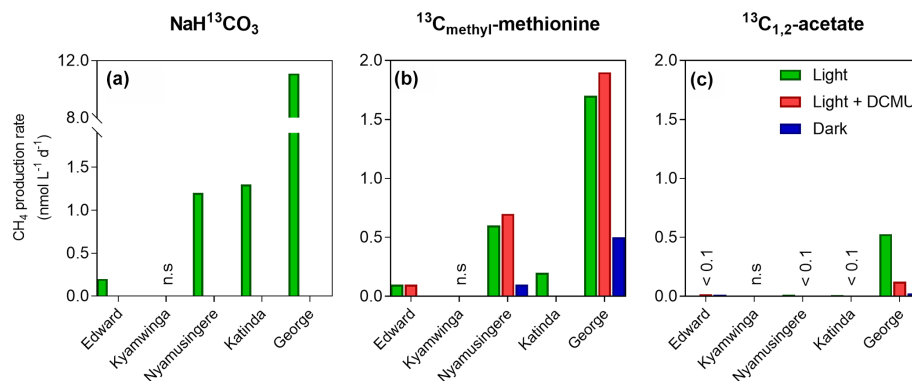 NaH¹³CO₃
¹³Cₘₑₜₕyₗ-methionine
¹³C₁,₂-acetate
CH₄ production rate
(nmol L⁻¹ d⁻¹)
(a)
12.0
8.0
1.5
1.0
0.5
0.0
n.s
Edward
Kyamwinga
Nyamusingere
Katinda
George
(b)
2.0
1.5
1.0
0.5
0.0
n.s
Edward
Kyamwinga
Nyamusingere
Katinda
George
(c)
2.0
1.5
1.0
0.5
0.0
Light
Light + DCMU
Dark
< 0.1
n.s
< 0.1
< 0.1
Edward
Kyamwinga
Nyamusingere
Katinda
George